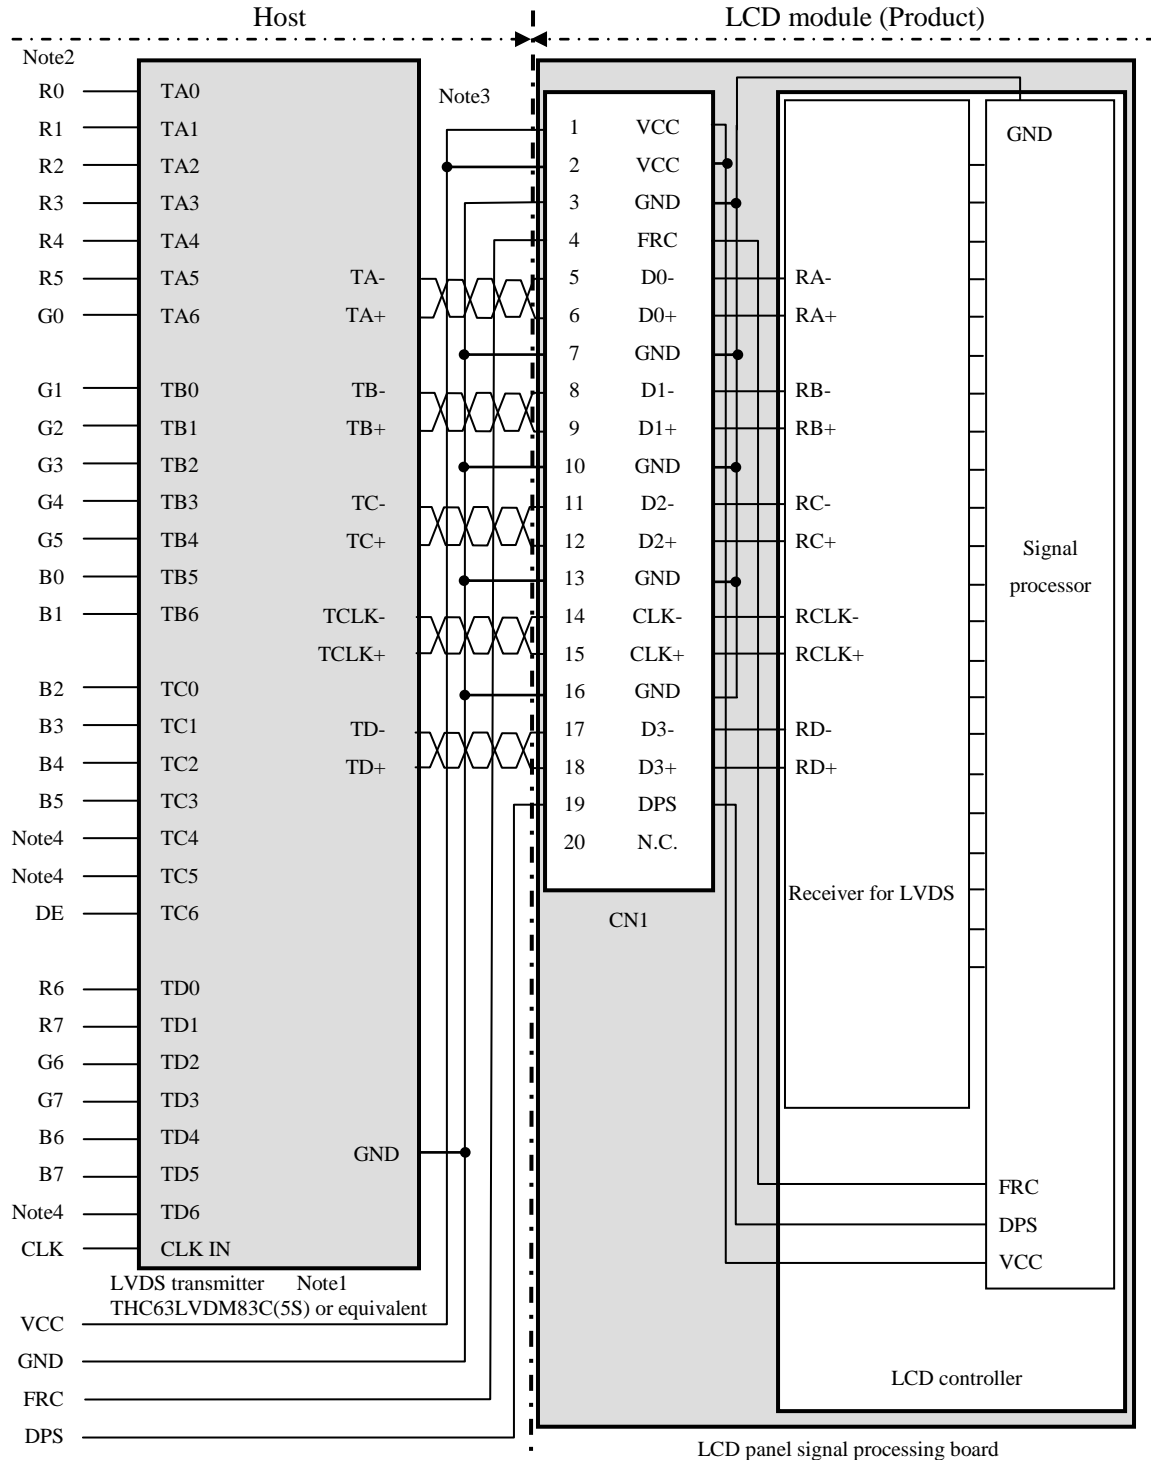 Host LCD module (Product)
Note2
R0 TA0
Note3
R1 TA1 1 VCC GND
R2 TA2 2 VCC
R3 TA3 3 GND
R4 TA4 4 FRC
R5 TA5 TA- 5 D0- RA-
G0 TA6 TA+ 6 D0+ RA+
7 GND
G1 TB0 TB- 8 D1- RB-
G2 TB1 TB+ 9 D1+ RB+
G3 TB2 10 GND
G4 TB3 TC- 11 D2- RC-
G5 TB4 TC+ 12 D2+ RC+ Signal
B0 TB5 13 GND processor
B1 TB6 TCLK- 14 CLK- RCLK-
TCLK+ 15 CLK+ RCLK+
B2 TC0 16 GND
B3 TC1 TD- 17 D3- RD-
B4 TC2 TD+ 18 D3+ RD+
B5 TC3 19 DPS
Note4 TC4 20 N.C.
Note4 TC5
Receiver for LVDS
DE TC6 CN1
R6 TD0
R7 TD1
G6 TD2
G7 TD3
B6 TD4
GND
B7 TD5 FRC
Note4 TD6 DPS
CLK CLK IN VCC
LVDS transmitter Note1
THC63LVDM83C(5S) or equivalent
VCC
GND
LCD controller
FRC
DPS
LCD panel signal processing board